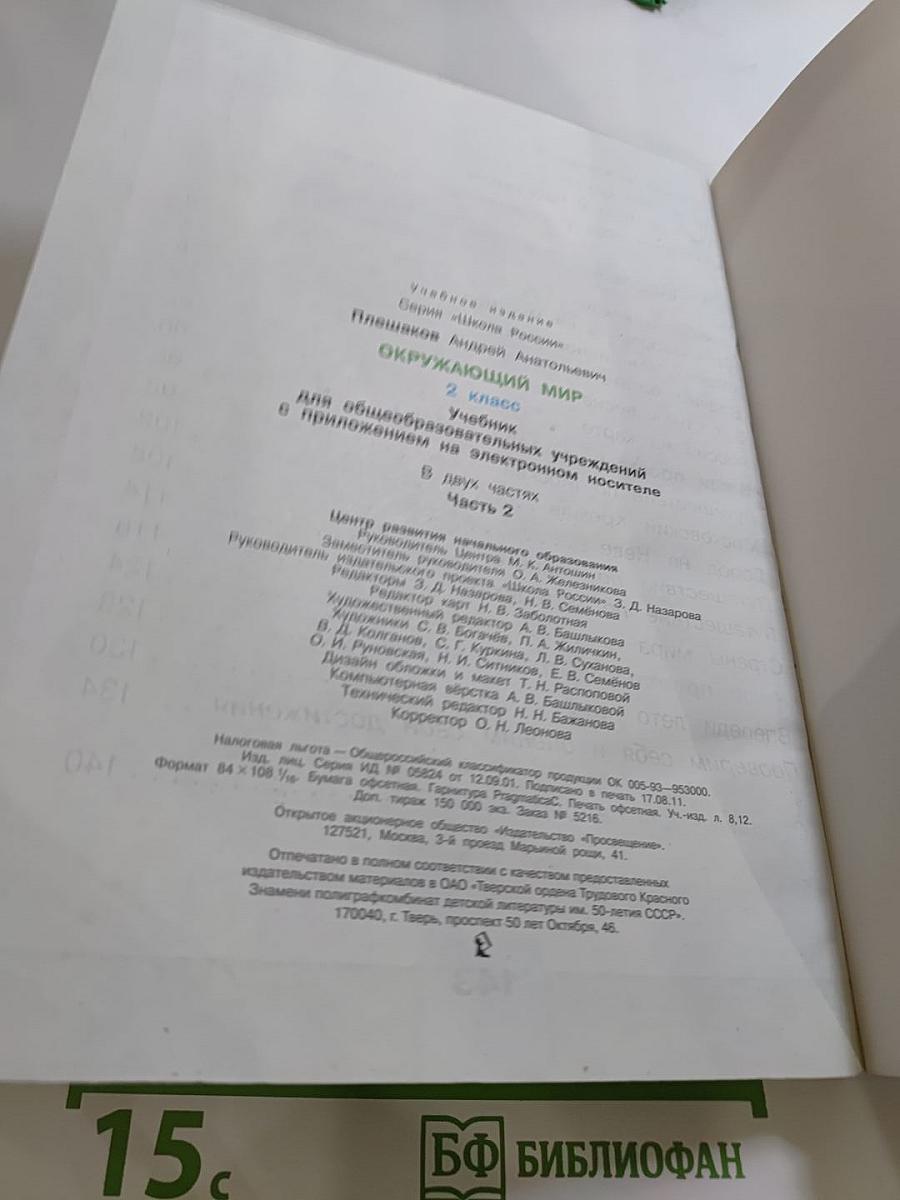 Учебное издание
Серия «Школа России»
Плешаков Андрей Анатольевич
ОКРУЖАЮЩИЙ МИР
2 класс
Учебник
для общеобразовательных учреждений
с приложением на электронном носителе
В двух частях
Часть 2
Центр развития начального образования
Руководитель Центра М. К. Антошин
Заместитель руководителя О. А. Железникова
Руководитель издательского проекта «Школа России» З. Д. Назарова
Редакторы З. Д. Назарова, Н. В. Семёнова
Редактор карт Н. В. Заболотная
Художественный редактор А. В. Башлыкова
Художники С. В. Богачёв, П. А. Жиличкин,
В. Д. Колганов, С. Г. Куркина, Л. В. Суханова,
О. И. Руновская, Н. И. Ситников, Е. В. Семёнов
Дизайн обложки и макет Т. Н. Распоповой
Компьютерная вёрстка А. В. Башлыковой
Технический редактор Н. Н. Бажанова
Корректор О. Н. Леонова
Налоговая льгота — Общероссийский классификатор продукции ОК 005-93—953000.
Изд. лиц. Серия ИД № 05824 от 12.09.01. Подписано в печать 17.08.11.
Формат 84 × 108 1/16. Бумага офсетная. Гарнитура PragmaticaC. Печать офсетная. Уч.-изд. л. 8,12.
Доп. тираж 150 000 экз. Заказ № 5216.
Открытое акционерное общество «Издательство «Просвещение».
127521, Москва, 3-й проезд Марьиной рощи, 41.
Отпечатано в полном соответствии с качеством предоставленных
издательством материалов в ОАО «Тверской ордена Трудового Красного
Знамени полиграфкомбинат детской литературы им. 50-летия СССР».
170040, г. Тверь, проспект 50 лет Октября, 46.
15 с
БФ БИБЛИОФАН